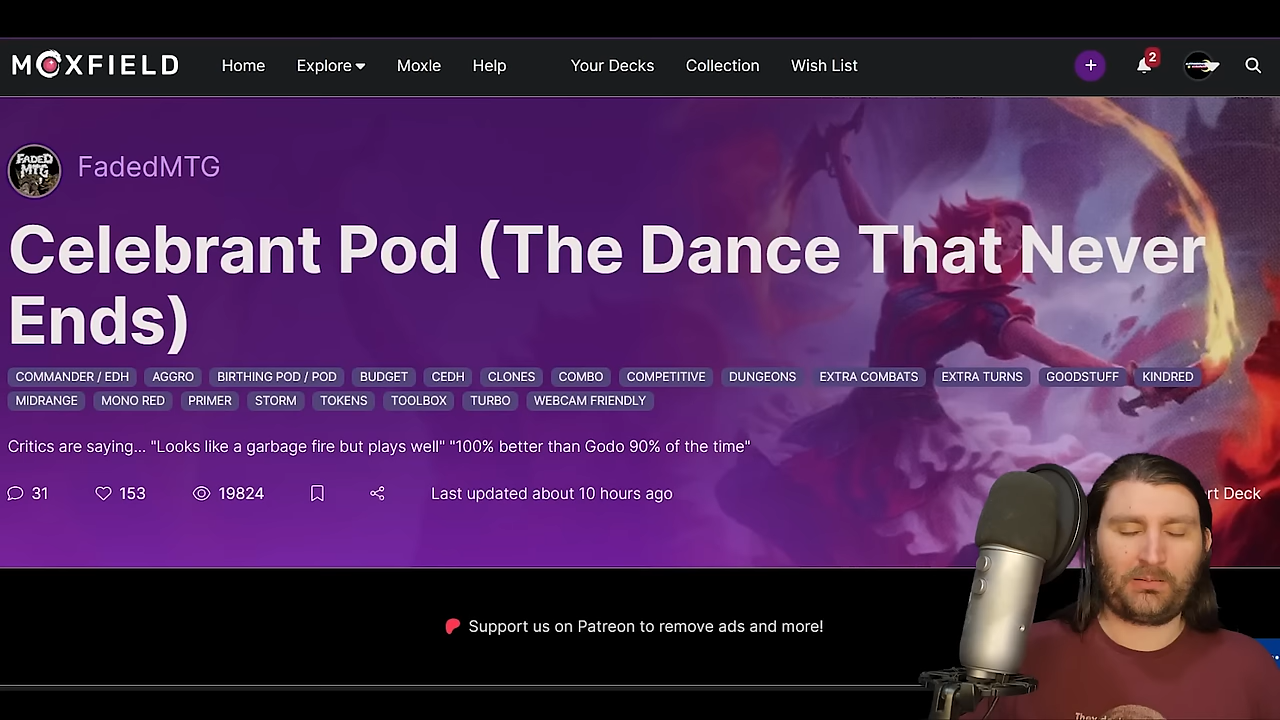 MOXFIELD Home Explore Moxle Help Your Decks Collection Wish List + 2
FADED MTG
FadedMTG
Celebrant Pod (The Dance That Never
Ends)
COMMANDER / EDH AGGRO BIRTHING POD / POD BUDGET CEDH CLONES COMBO COMPETITIVE DUNGEONS EXTRA COMBATS EXTRA TURNS GOODSTUFF KINDRED
MIDRANGE MONO RED PRIMER STORM TOKENS TOOLBOX TURBO WEBCAM FRIENDLY
Critics are saying... "Looks like a garbage fire but plays well" "100% better than Godo 90% of the time"
31 153 19824 Last updated about 10 hours ago rt Deck
Support us on Patreon to remove ads and more!